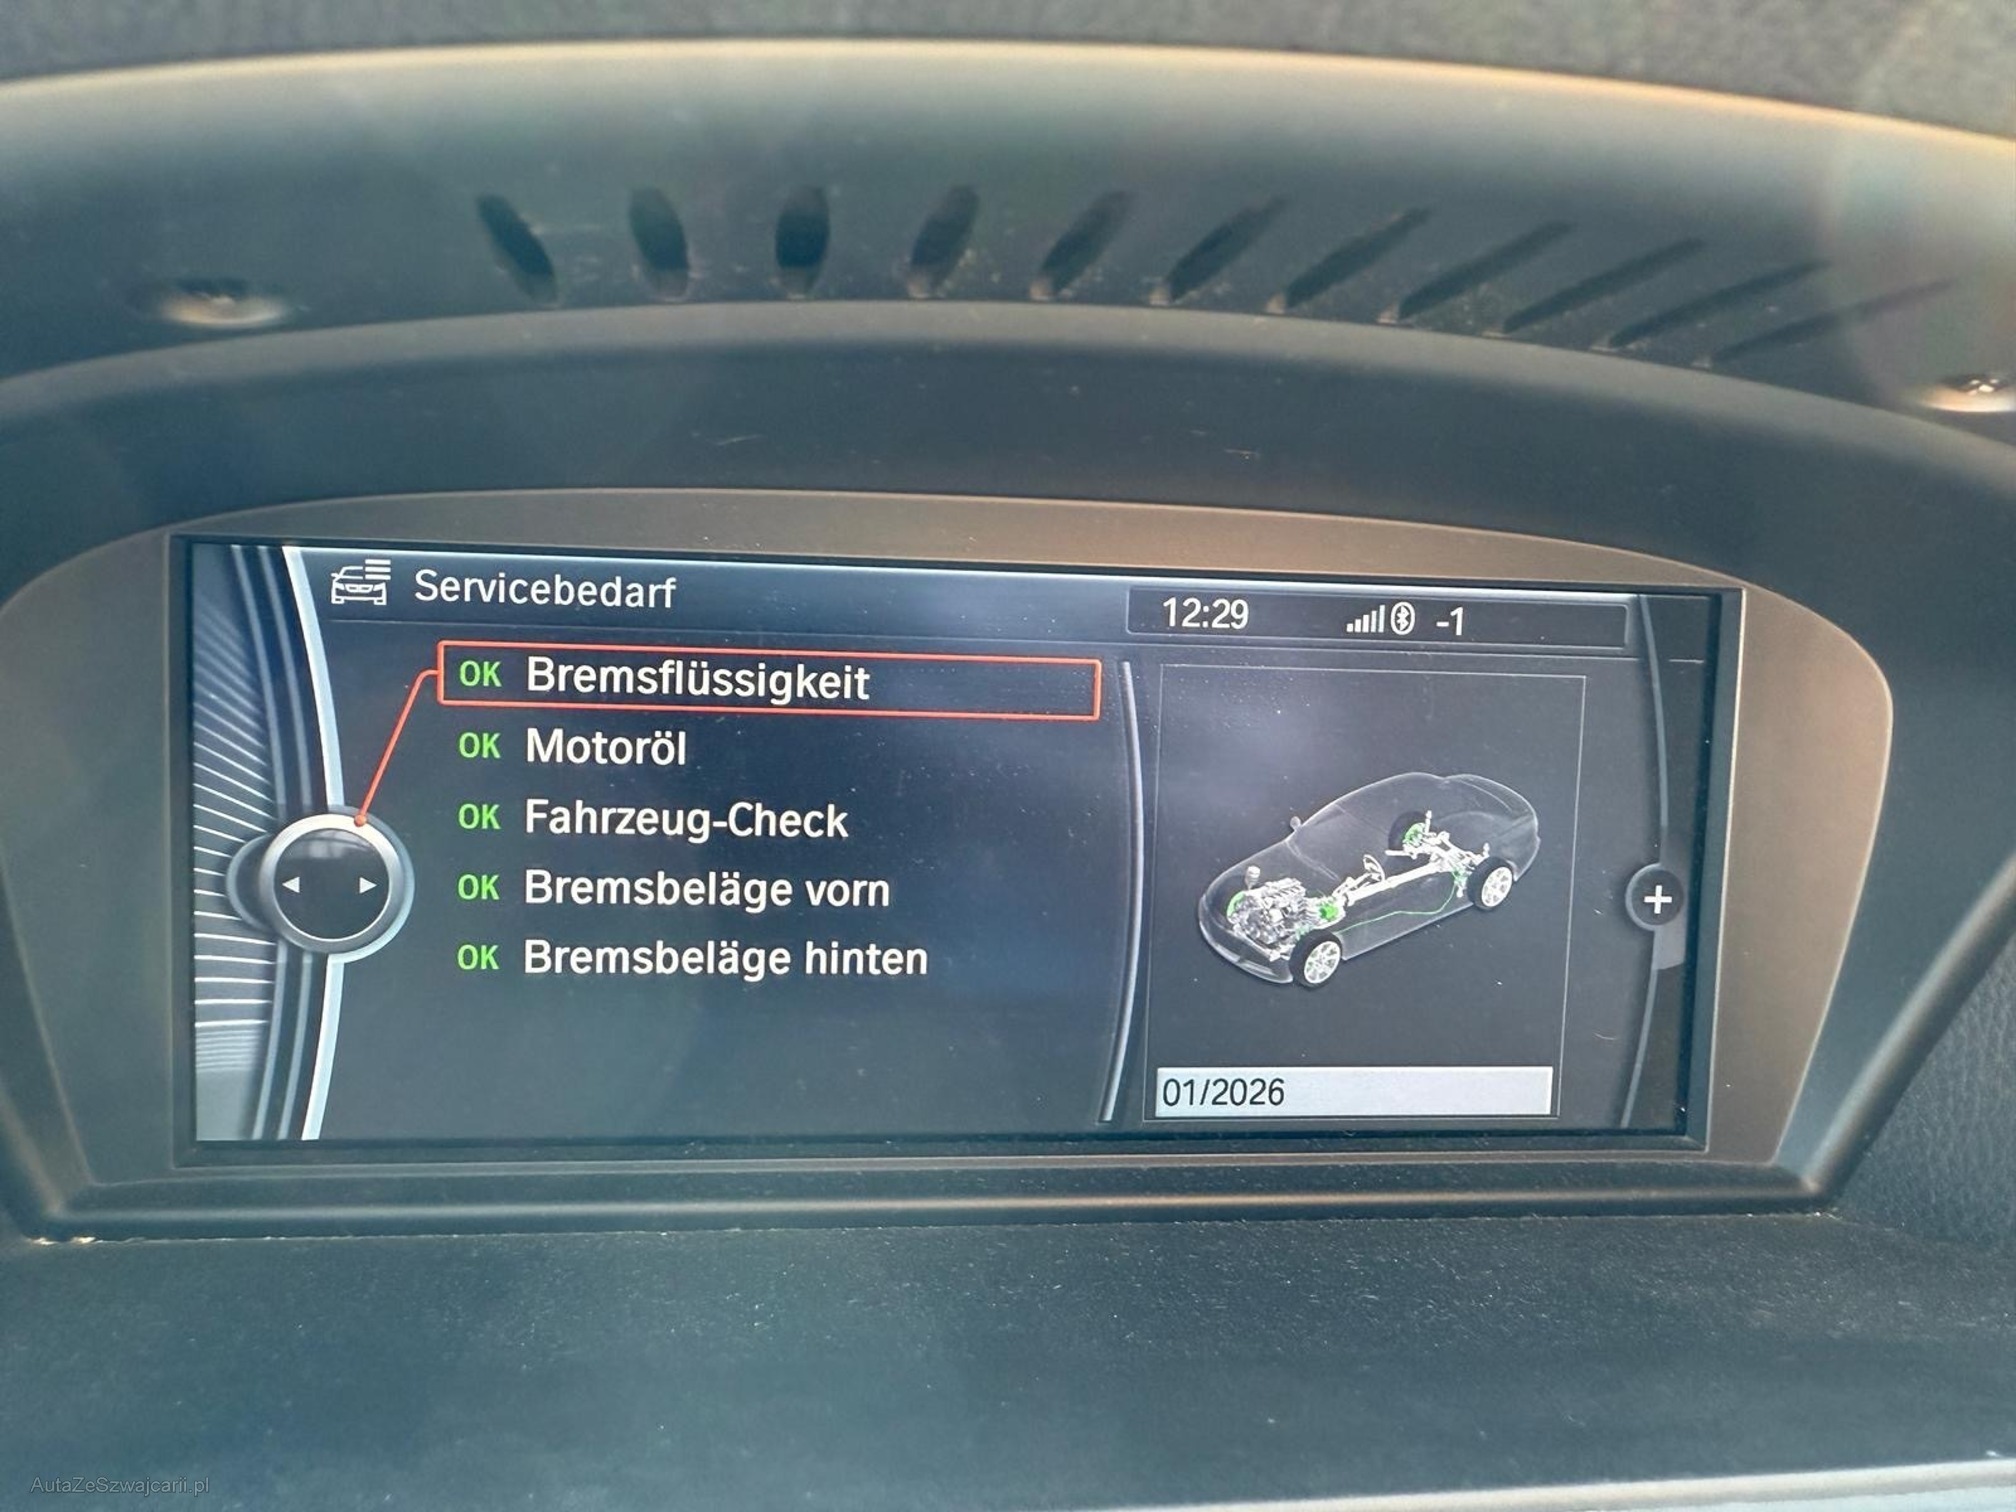 Servicebedarf
12:29 -1
OK Bremsflüssigkeit
OK Motoröl
OK Fahrzeug-Check
OK Bremsbeläge vorn
OK Bremsbeläge hinten
+
01/2026
AutaZeSzwajcarii.pl